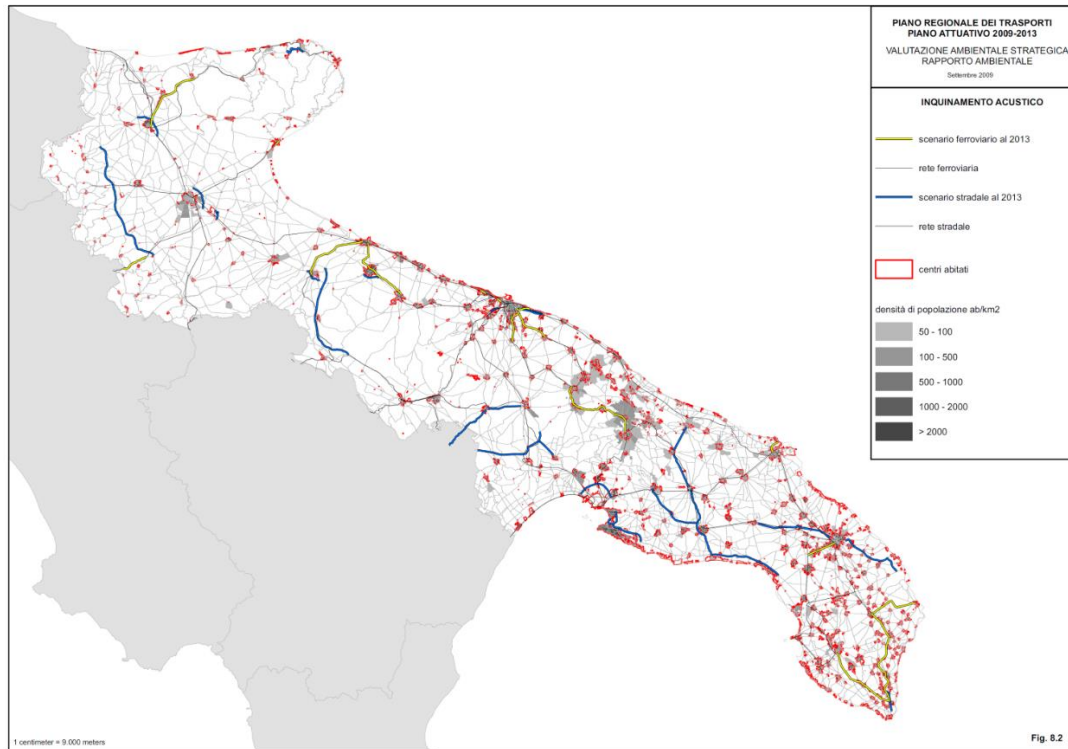 PIANO REGIONALE DEI TRASPORTI
PIANO ATTUATIVO 2009-2013
VALUTAZIONE AMBIENTALE STRATEGICA
RAPPORTO AMBIENTALE
Settembre 2009
INQUINAMENTO ACUSTICO
scenario ferroviario al 2013
rete ferroviaria
scenario stradale al 2013
rete stradale
centri abitati
densità di popolazione ab/km2
50 - 100
100 - 500
500 - 1000
1000 - 2000
> 2000
1 centimeter = 9.000 meters
Fig. 8.2